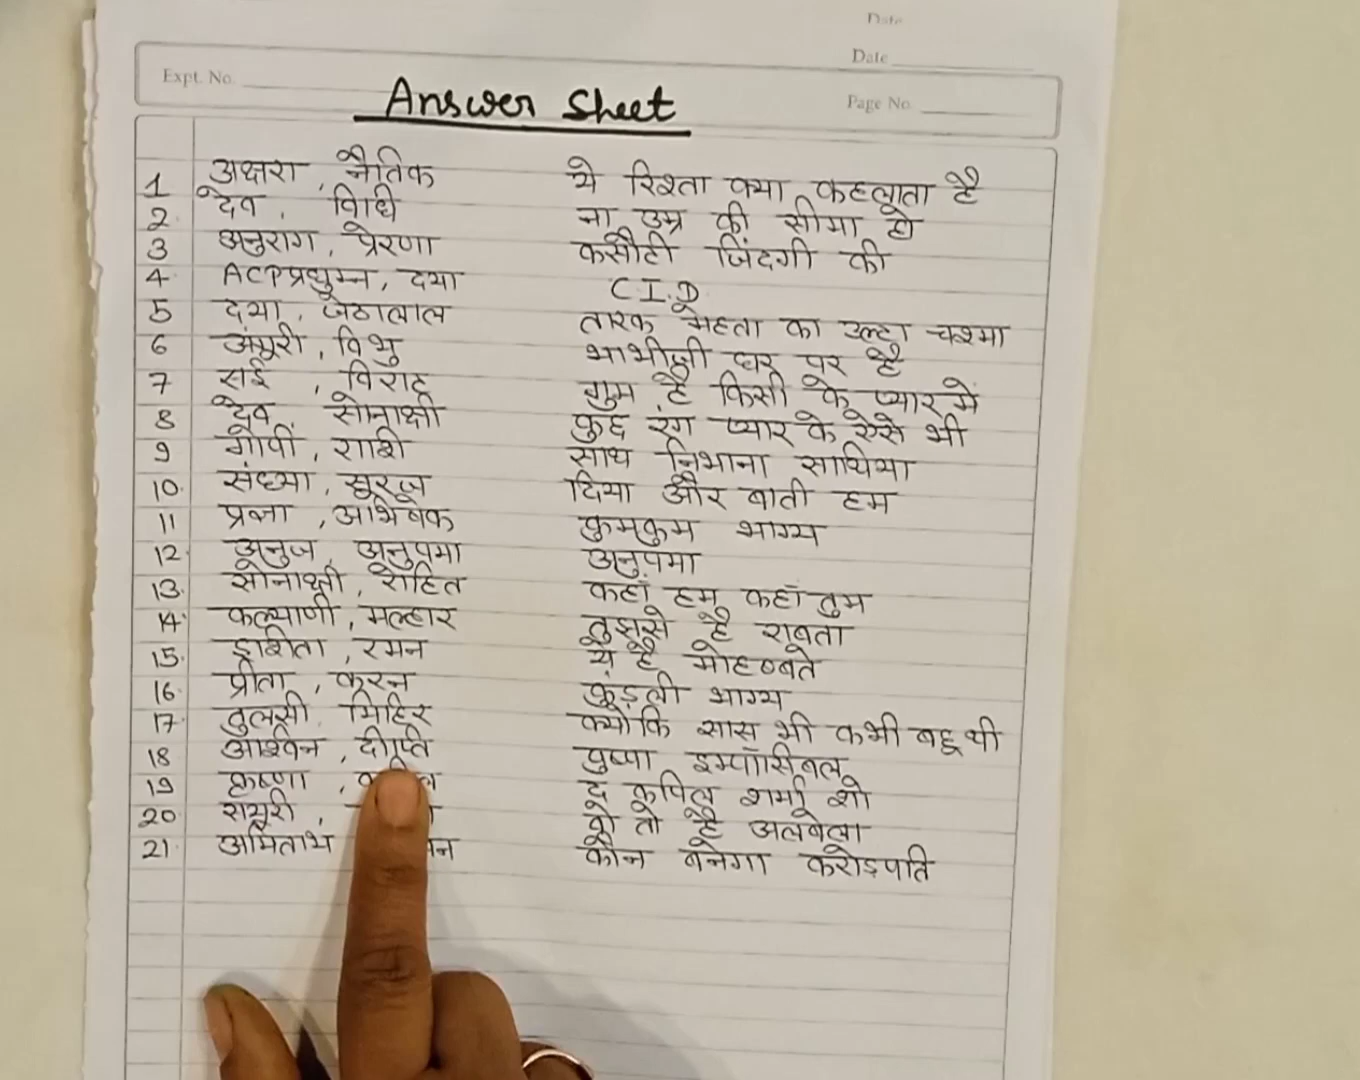 Date
Date
Expt. No.
Answer Sheet
Page No.
1 अक्षरा, नैतिक ये रिश्ता क्या कहलाता है
2. देव, विधि ना उम्र की सीमा हो
3 अनुराग, प्रेरणा कसौटी जिंदगी की
4. ACP प्रद्युम्न, दया C.I.D
5 दया, जेठालाल तारक मेहता का उल्टा चश्मा
6 अंगूरी, विभु भाभीजी घर पर है
7 सई, विराट गुम है किसी के प्यार में
8 देव, सोनाक्षी कुछ रंग प्यार के ऐसे भी
9 गोपी, राशि साथ निभाना साथिया
10. संध्या, सूरज दिया और बाती हम
11 प्रज्ञा, अभिषेक कुमकुम भाग्य
12. अनुज, अनुपमा अनुपमा
13. सोनाक्षी, रोहित कहाँ हम कहाँ तुम
14. कल्याणी, मल्हार तुझसे है राबता
15. इशिता, रमन ये है मोहब्बते
16. प्रीता, करन कुंडली भाग्य
17. तुलसी, मिहिर क्योकि सास भी कभी बहू थी
18 अश्विन, दीप्ति पुष्पा इम्पॉसिबल
19 कृष्णा, द कपिल शर्मा शो
20 सायूरी, शे तो है अलबेला
21. अमिताभ कौन बनेगा करोड़पति